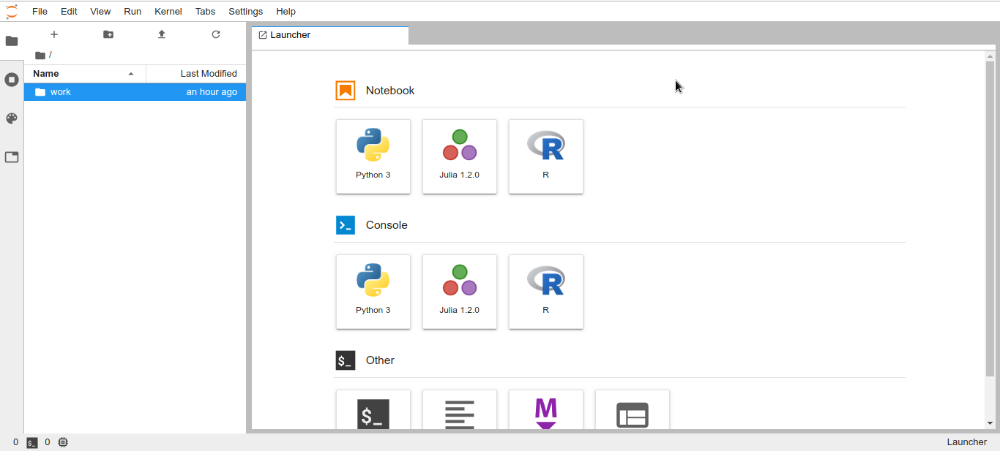 File Edit View Run Kernel Tabs Settings Help
Launcher
/
Name Last Modified
work an hour ago
Notebook
Python 3 Julia 1.2.0 R
Console
Python 3 Julia 1.2.0 R
$_ Other
$_ M
0 $_ 0 Launcher